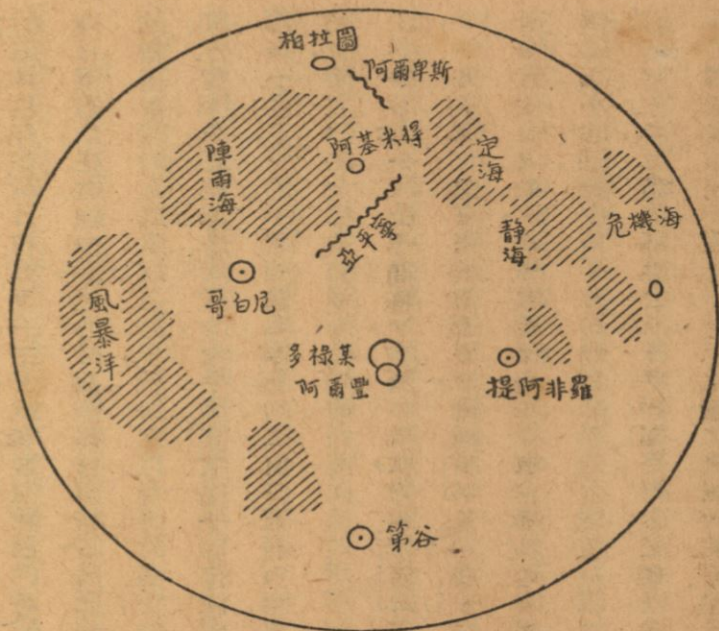 柏拉圖
阿爾卑斯
阿基米得
陣雨海
定海
亞平寧
靜海
危機海
哥白尼
風暴洋
多祿某
阿爾豐
提阿非羅
第谷